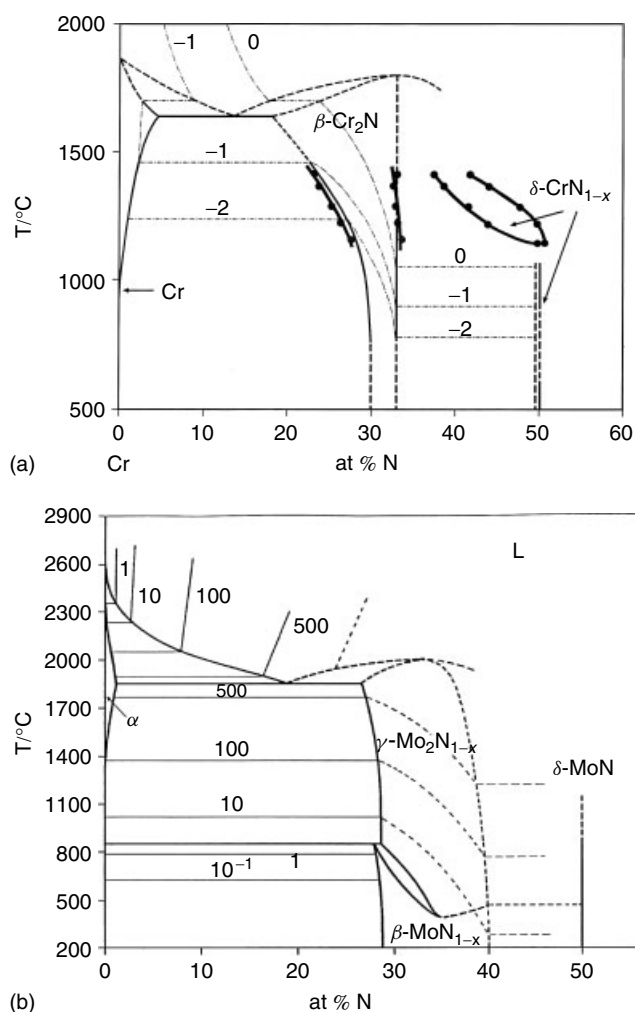 2000
−1
0
β-Cr₂N
1500
−1
δ-CrN₁₋ₓ
T/°C
−2
0
1000
Cr
−1
−2
500
0 10 20 30 40 50 60
(a) Cr at % N
2900
L
2600
1
10
100
2300
500
2000
500
1700
α
γ-Mo₂N₁₋ₓ
δ-MoN
T/°C
1400
100
1100
10
800
1
10⁻¹
500
β-MoN₁₋ₓ
200
0 10 20 30 40 50
(b) at % N